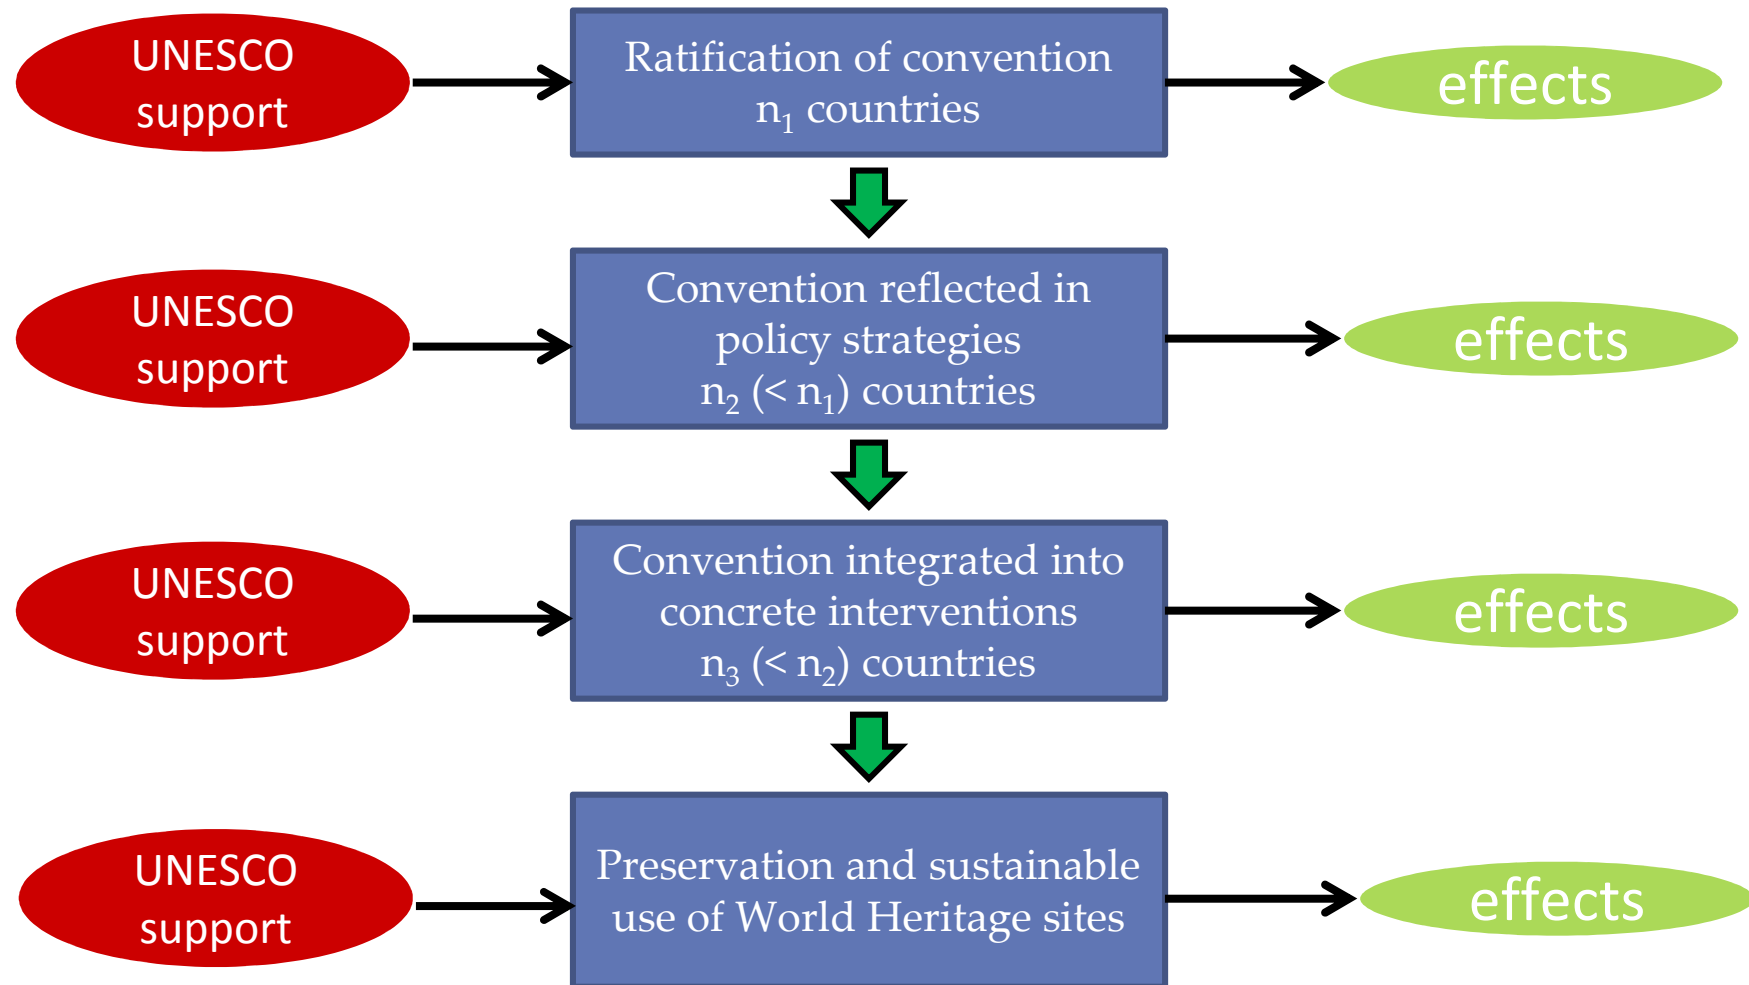 UNESCO
support
Ratification of convention
n₁ countries
effects
UNESCO
support
Convention reflected in
policy strategies
n₂ (< n₁) countries
effects
UNESCO
support
Convention integrated into
concrete interventions
n₃ (< n₂) countries
effects
UNESCO
support
Preservation and sustainable
use of World Heritage sites
effects